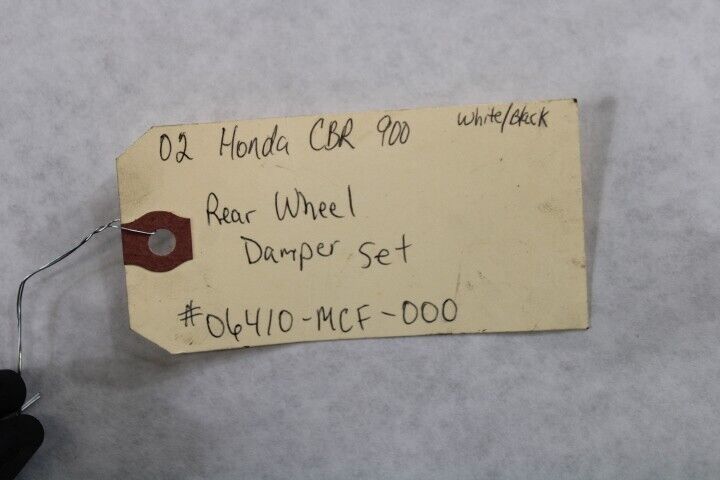 02 Honda CBR 900 White/Black
Rear Wheel
Damper Set
#06410-MCF-000